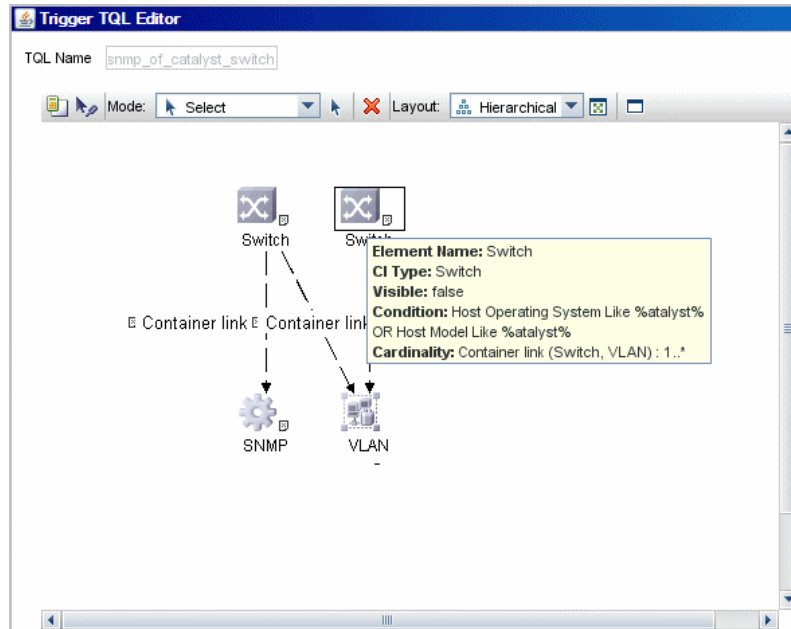 Trigger TQL Editor
TQL Name snmp_of_catalyst_switch
Mode: Select Layout: Hierarchical
Switch
Element Name: Switch
CI Type: Switch
Visible: false
Condition: Host Operating System Like %atalyst%
OR Host Model Like %atalyst%
Cardinality: Container link (Switch, VLAN) : 1..*
Container link Container link
SNMP VLAN